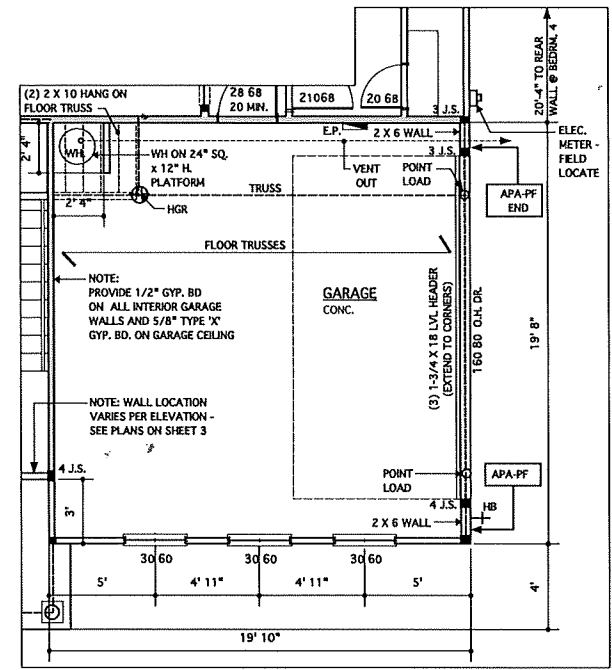 (2) 2 X 10 HANG ON
FLOOR TRUSS
28 68
20 MIN.
21068
20 68
3 J.S.
20'-4" TO REAR
WALL @ BEDRM. 4
E.P.
2 X 6 WALL
ELEC.
METER -
FIELD
LOCATE
2' 4"
WH
WH ON 24" SQ.
x 12" H.
PLATFORM
VENT
OUT
POINT
LOAD
3 J.S.
APA-PF
END
TRUSS
2' 4"
HGR
FLOOR TRUSSES
NOTE:
PROVIDE 1/2" GYP. BD
ON ALL INTERIOR GARAGE
WALLS AND 5/8" TYPE 'X'
GYP. BD. ON GARAGE CEILING
GARAGE
CONC.
(3) 1-3/4 X 18 LVL HEADER
(EXTEND TO CORNERS)
160 80 O.H. DR.
19' 8"
NOTE: WALL LOCATION
VARIES PER ELEVATION -
SEE PLANS ON SHEET 3
4 J.S.
POINT
LOAD
APA-PF
3'
4 J.S.
HB
2 X 6 WALL
30 60
30 60
30 60
5'
4' 11"
4' 11"
5'
4'
19' 10"